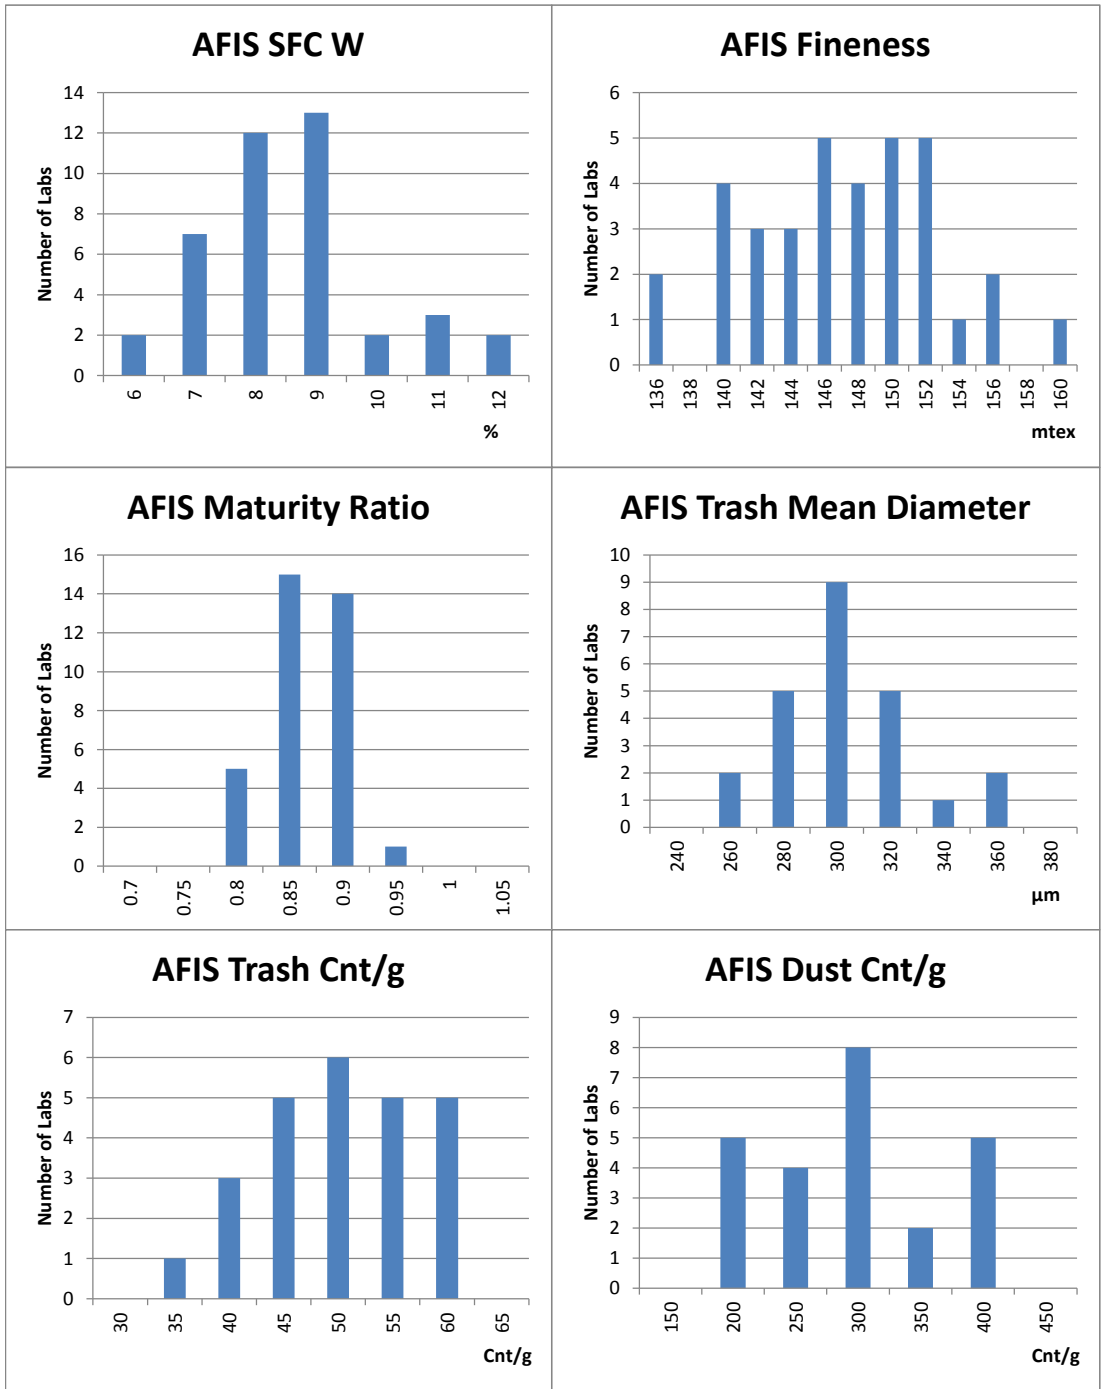 AFIS SFC W
14
12
10
8
6
4
2
0
Number of Labs
6 7 8 9 10 11 12
%
AFIS Fineness
6
5
4
3
2
1
0
Number of Labs
136 138 140 142 144 146 148 150 152 154 156 158 160
mtex
AFIS Maturity Ratio
16
14
12
10
8
6
4
2
0
Number of Labs
0.7 0.75 0.8 0.85 0.9 0.95 1 1.05
AFIS Trash Mean Diameter
10
9
8
7
6
5
4
3
2
1
0
Number of Labs
240 260 280 300 320 340 360 380
µm
AFIS Trash Cnt/g
7
6
5
4
3
2
1
0
Number of Labs
30 35 40 45 50 55 60 65
Cnt/g
AFIS Dust Cnt/g
9
8
7
6
5
4
3
2
1
0
Number of Labs
150 200 250 300 350 400 450
Cnt/g